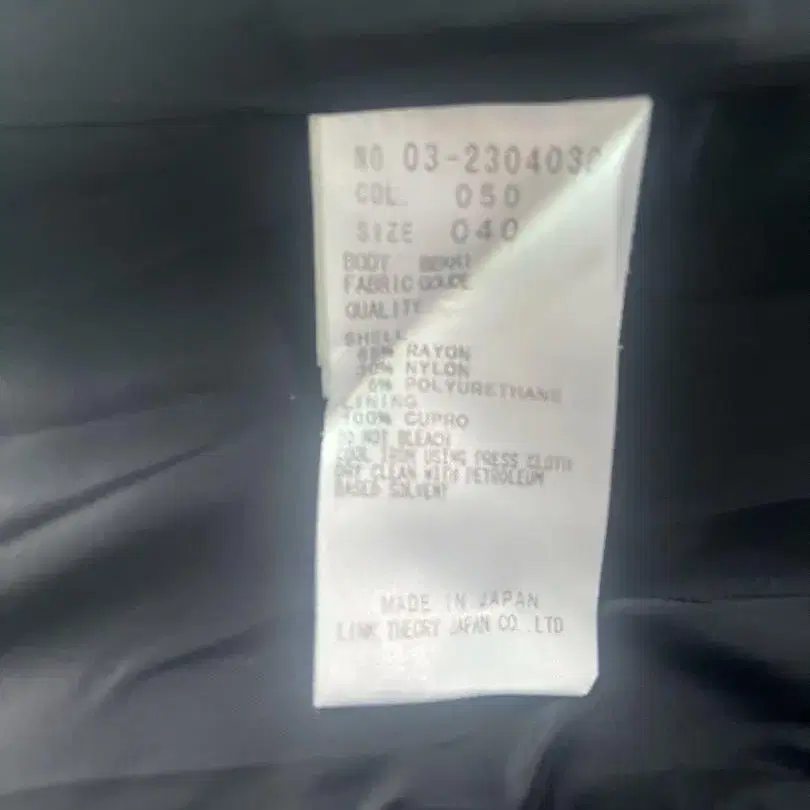 NO 03-230403
COL. 050
SIZE 040
BODY
FABRIC
QUALITY
SHELL
RAYON
30% NYLON
POLYURETHANE
LINING
100% CUPRO
DO NOT BLEACH
COOL IRON USING PRESS CLOTH
DRY CLEAN WITH PETROLEUM
BASED SOLVENT
MADE IN JAPAN
LINK THEORY JAPAN CO.,LTD